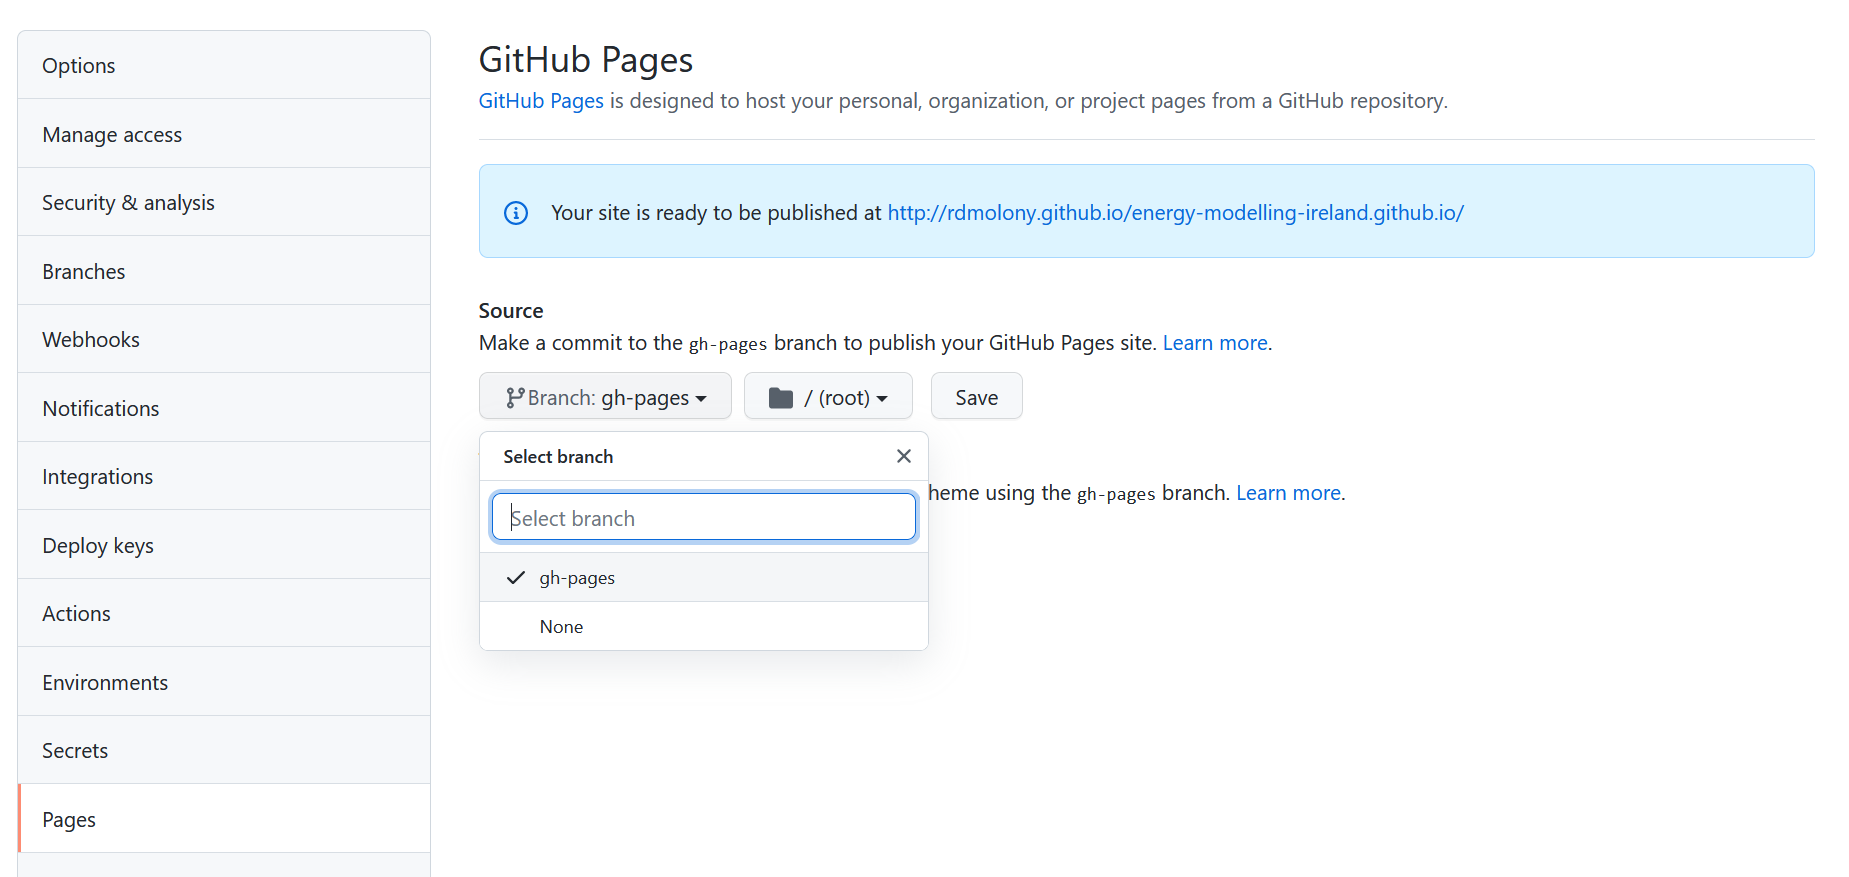 Options
Manage access
Security & analysis
Branches
Webhooks
Notifications
Integrations
Deploy keys
Actions
Environments
Secrets
Pages
GitHub Pages
GitHub Pages is designed to host your personal, organization, or project pages from a GitHub repository.
Your site is ready to be published at http://rdmolony.github.io/energy-modelling-ireland.github.io/
Source
Make a commit to the gh-pages branch to publish your GitHub Pages site. Learn more.
Branch: gh-pages
/ (root)
Save
Select branch
heme using the gh-pages branch. Learn more.
Select branch
gh-pages
None